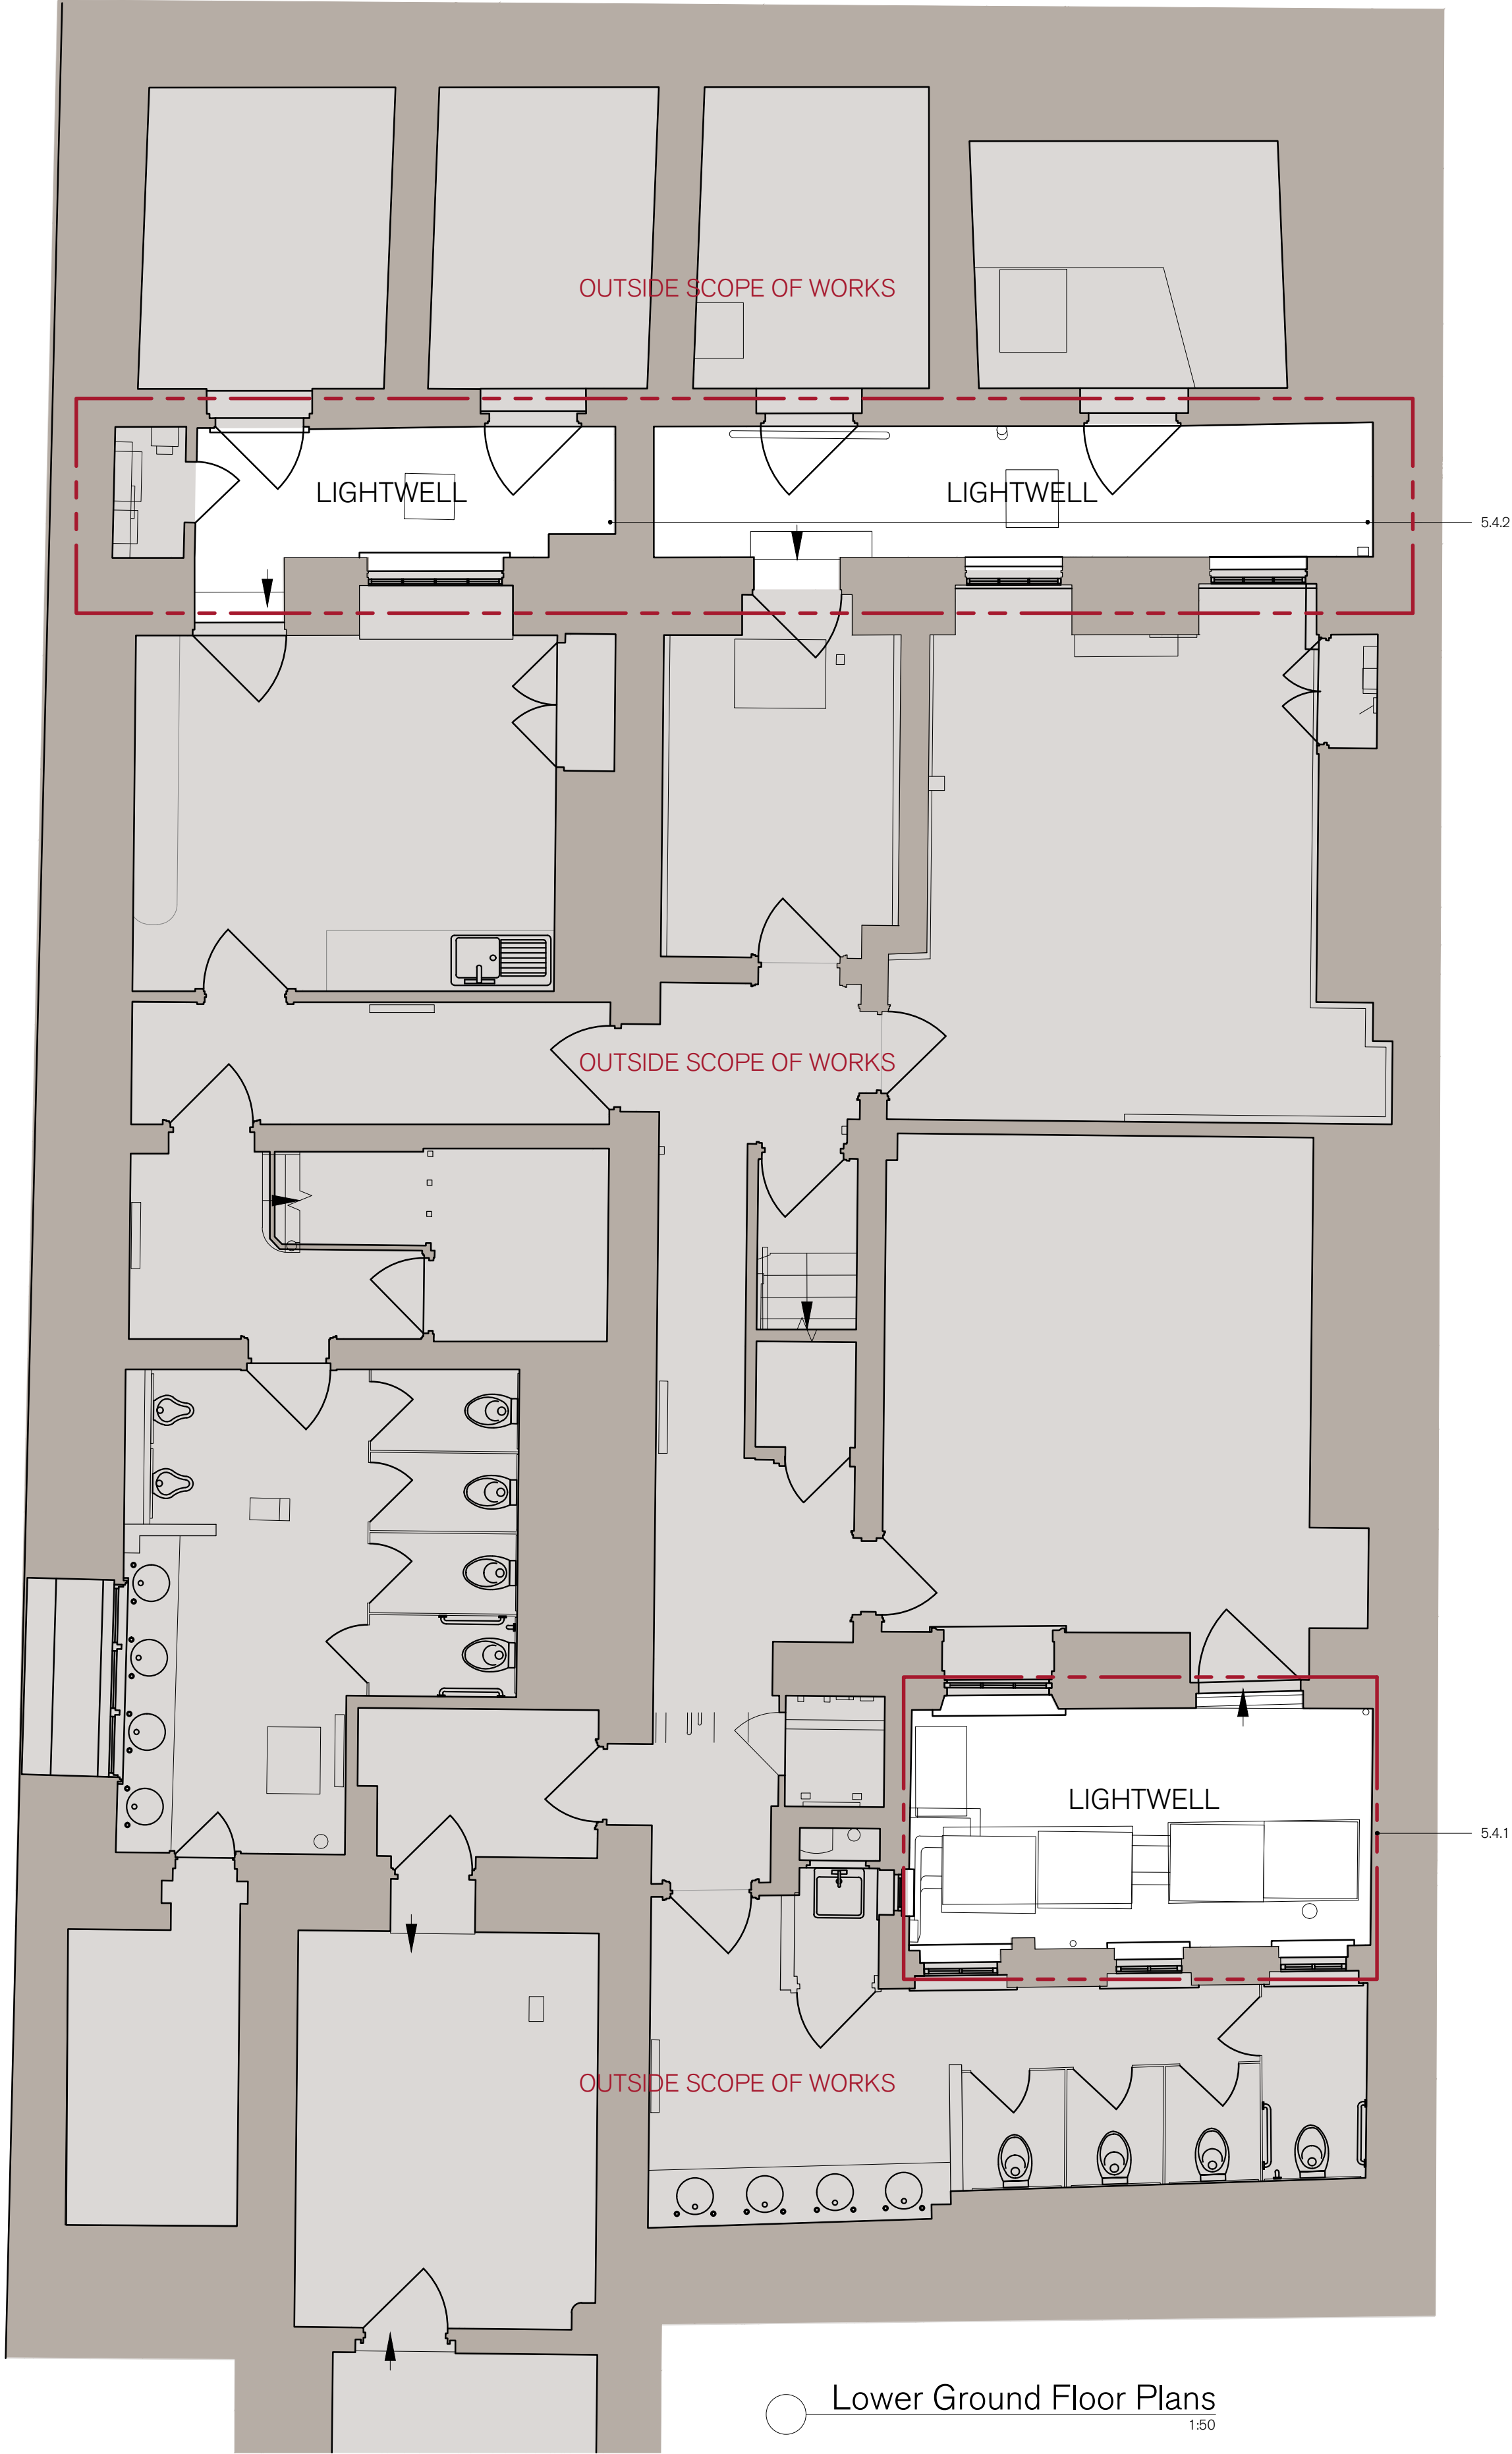 OUTSIDE SCOPE OF WORKS
LIGHTWELL
LIGHTWELL
5.4.2
OUTSIDE SCOPE OF WORKS
LIGHTWELL
5.4.1
OUTSIDE SCOPE OF WORKS
Lower Ground Floor Plans
1:50